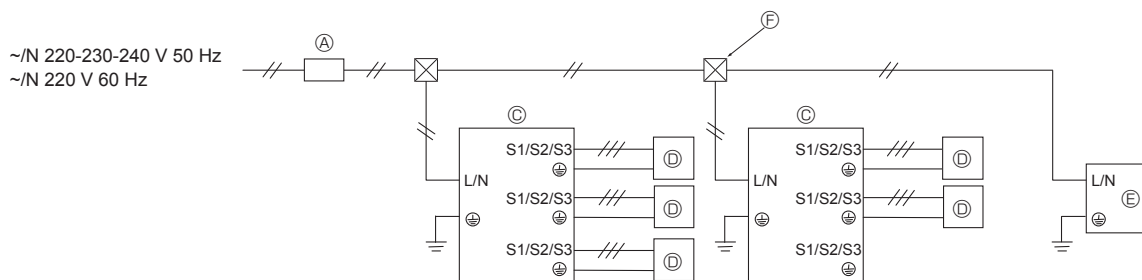 ~/N 220-230-240 V 50 Hz
~/N 220 V 60 Hz
Ⓐ
Ⓕ
Ⓒ
L/N
S1/S2/S3
Ⓓ
S1/S2/S3
Ⓓ
S1/S2/S3
Ⓓ
Ⓒ
L/N
S1/S2/S3
Ⓓ
S1/S2/S3
Ⓓ
S1/S2/S3
L/N
Ⓔ